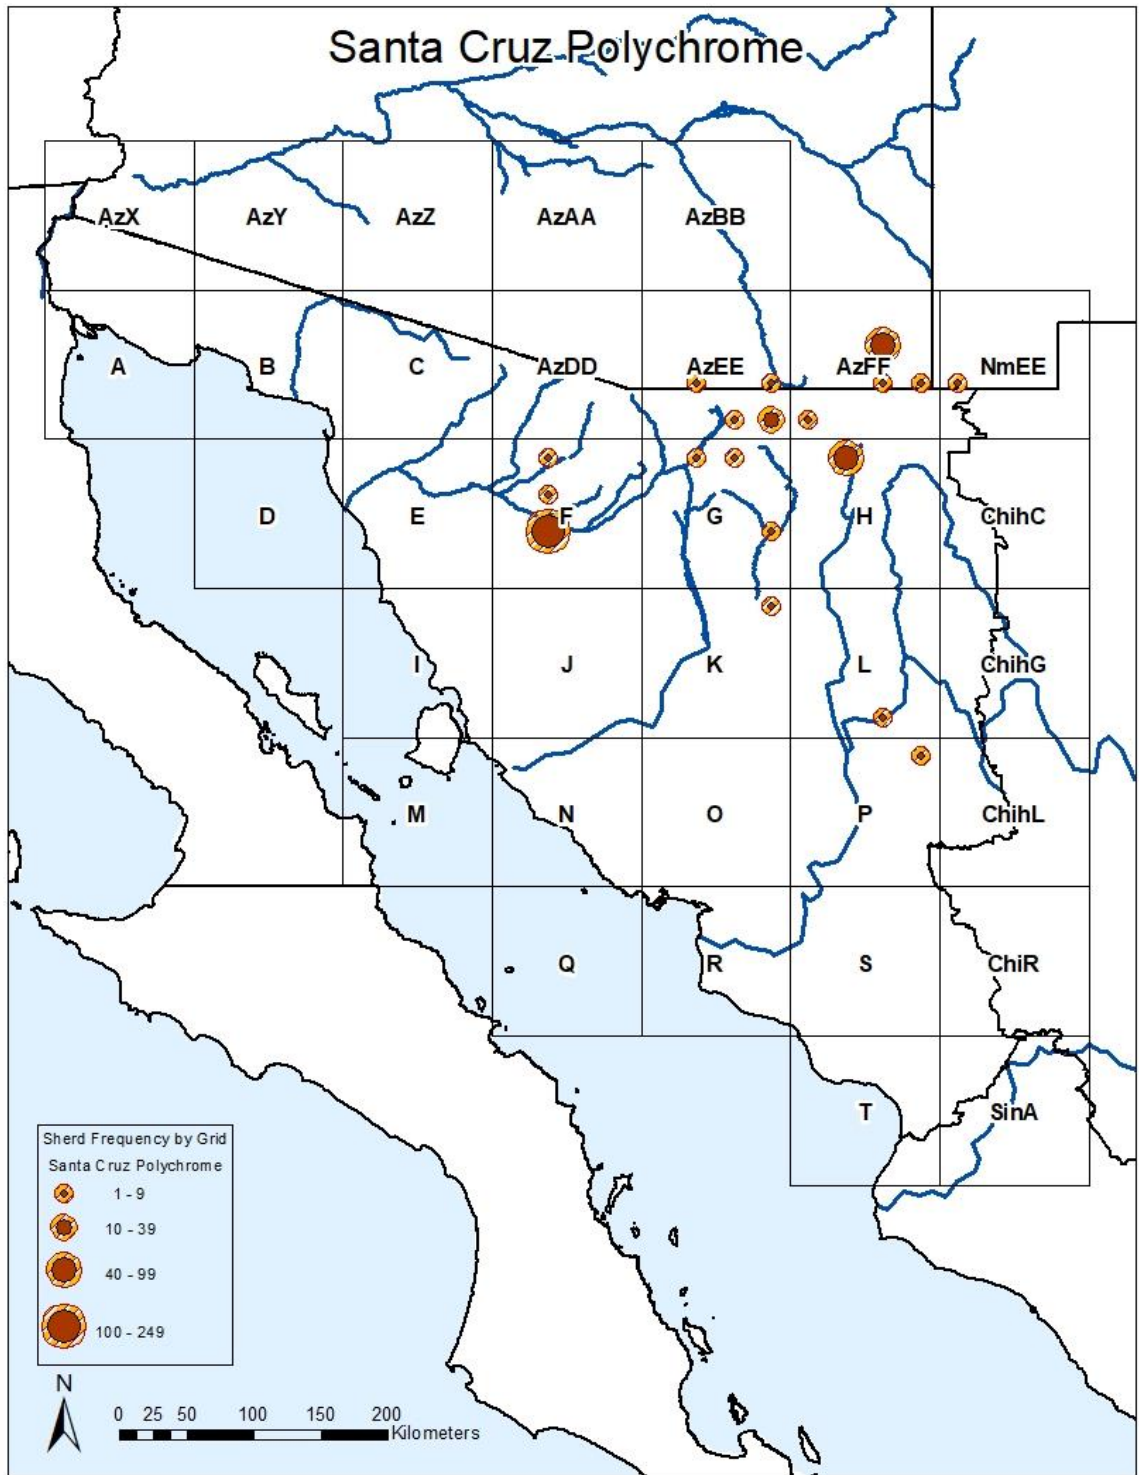 Santa Cruz Polychrome
AzX AzY AzZ AzAA AzBB
A B C AzDD AzEE AzFF NmEE
D E F G H ChihC
I J K L ChihG
M N O P ChihL
Q R S ChiR
T SinA
Sherd Frequency by Grid
Santa Cruz Polychrome
1 - 9
10 - 39
40 - 99
100 - 249
N
0 25 50 100 150 200
Kilometers